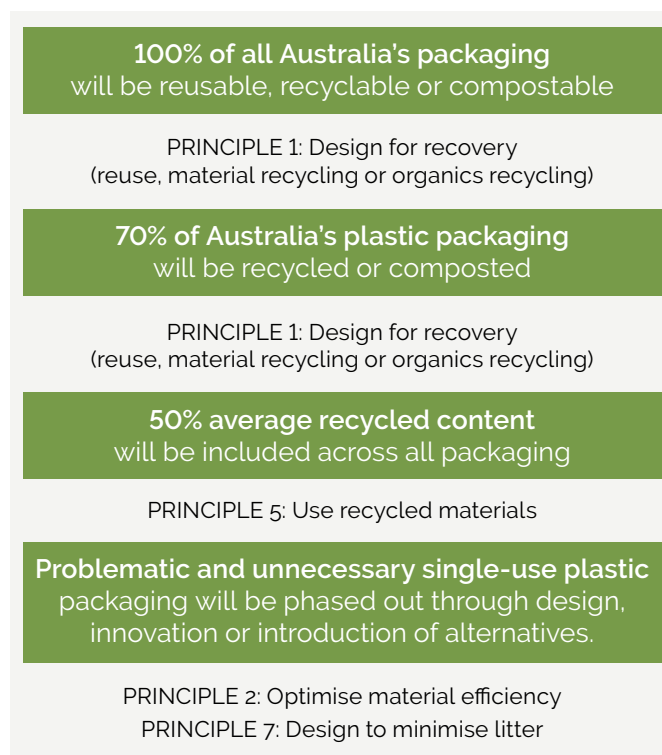 100% of all Australia's packaging
will be reusable, recyclable or compostable
PRINCIPLE 1: Design for recovery
(reuse, material recycling or organics recycling)
70% of Australia's plastic packaging
will be recycled or composted
PRINCIPLE 1: Design for recovery
(reuse, material recycling or organics recycling)
50% average recycled content
will be included across all packaging
PRINCIPLE 5: Use recycled materials
Problematic and unnecessary single-use plastic
packaging will be phased out through design,
innovation or introduction of alternatives.
PRINCIPLE 2: Optimise material efficiency
PRINCIPLE 7: Design to minimise litter